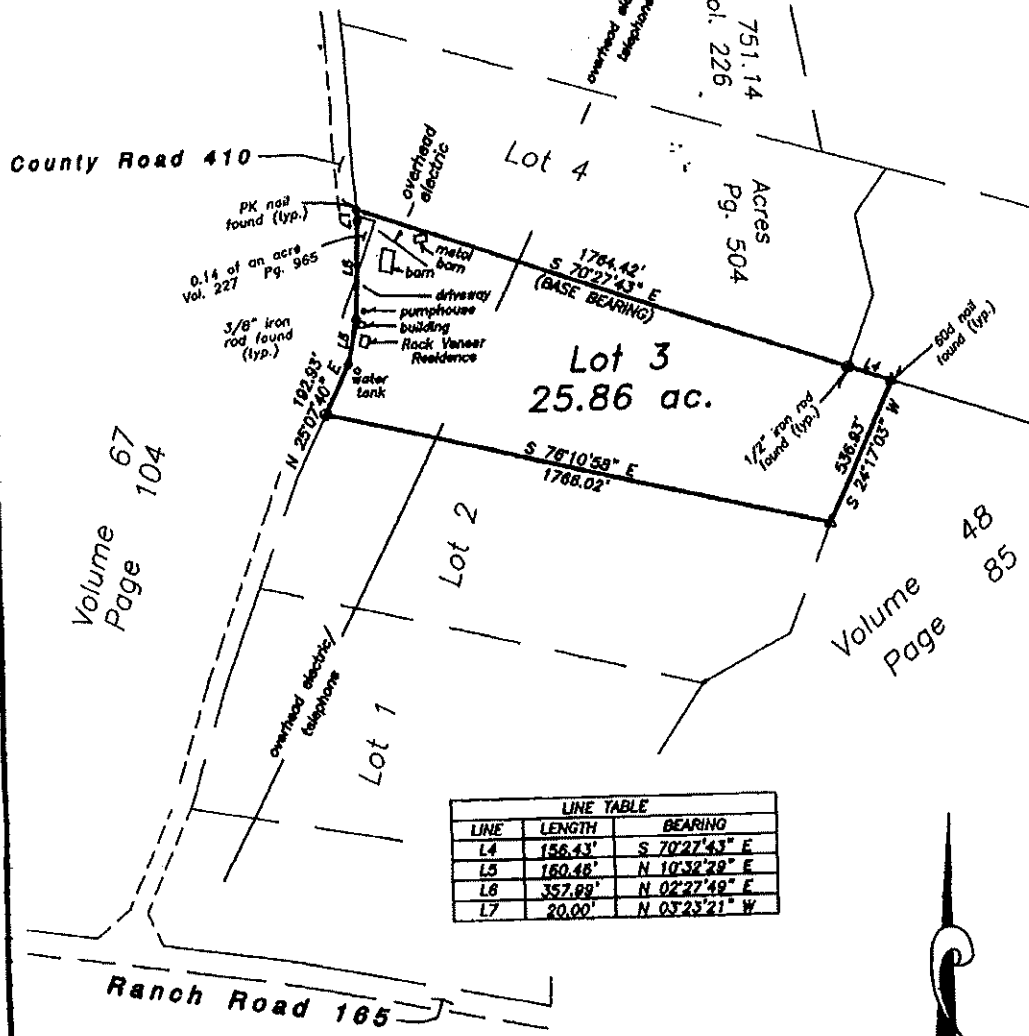 overhead
telephone
751.14
Vol. 226
Acres
Pg. 504
County Road 410
Lot 4
overhead
electric
PK nail
found (typ.)
L7
0.14 of an acre
Vol. 227 Pg. 965
L6
metal
barn
barn
1764.42'
S 70°27'43" E
(BASE BEARING)
driveway
pumphouse
building
Rock Veneer
Residence
3/8" iron
rod found
(typ.)
L5
water
tank
Lot 3
25.86 ac.
L4
60d nail
found (typ.)
1/2" iron rod
found (typ.)
192.93'
N 25°07'40" E
536.93'
S 24°17'03" W
S 76°10'58" E
1766.02'
Volume 67
Page 104
Lot 2
Volume 48
Page 85
overhead electric/
telephone
Lot 1
LINE TABLE
LINE LENGTH BEARING
L4 156.43' S 70°27'43" E
L5 160.46' N 10°32'29" E
L6 357.99' N 02°27'49" E
L7 20.00' N 03°23'21" W
Ranch Road 165